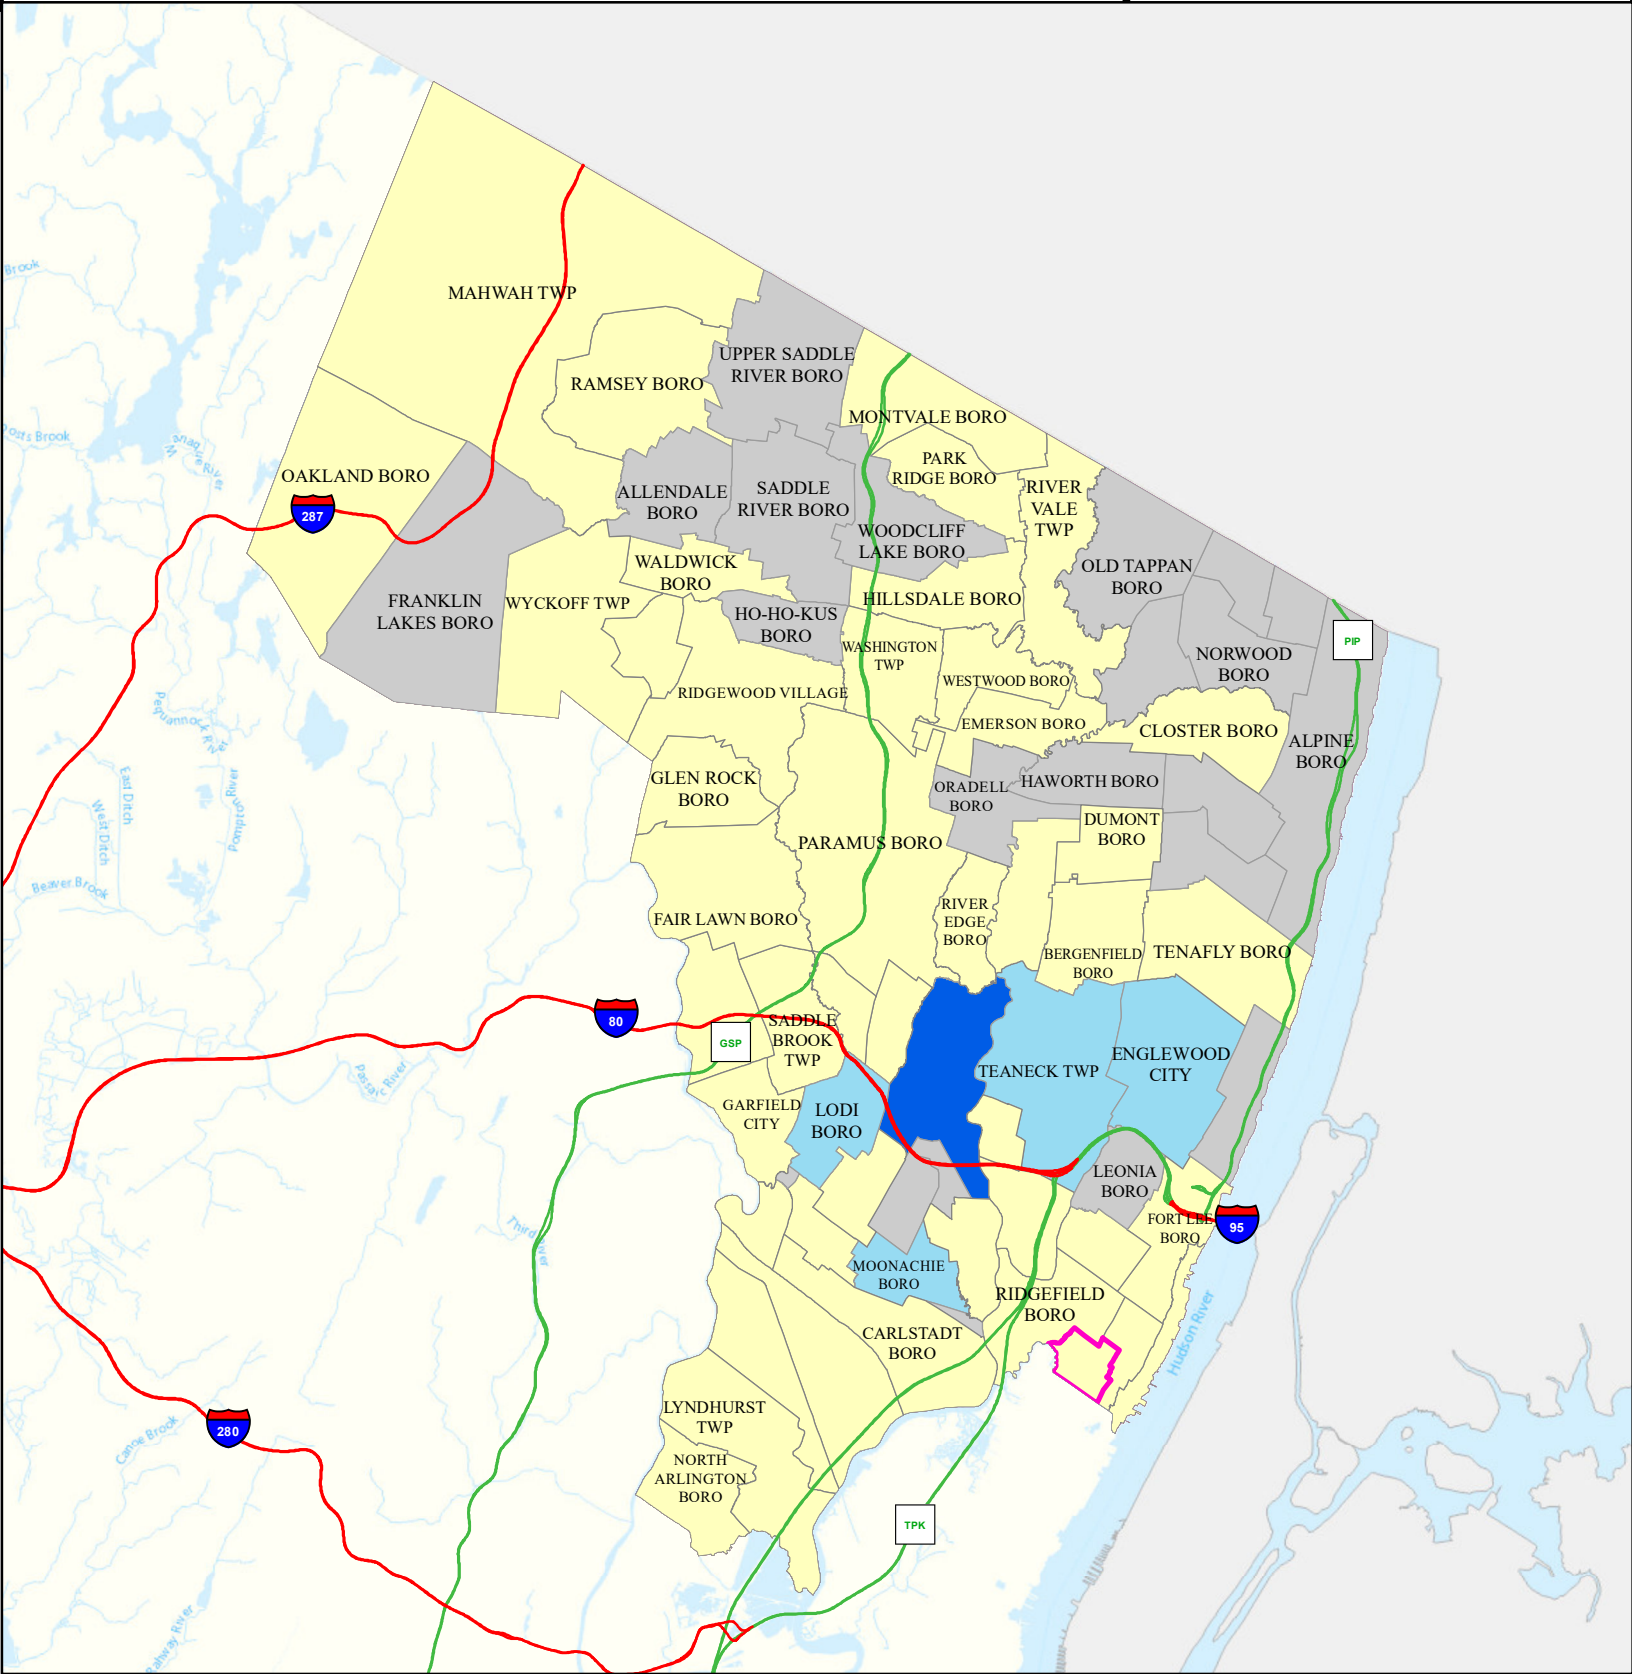 Brook
MAHWAH TWP
UPPER SADDLE
RIVER BORO
RAMSEY BORO
MONTVALE BORO
osts Brook
Wanaque River
PARK
RIDGE BORO
OAKLAND BORO
287
ALLENDALE
BORO
SADDLE
RIVER BORO
RIVER
VALE
TWP
WOODCLIFF
LAKE BORO
WALDWICK
BORO
OLD TAPPAN
BORO
FRANKLIN
LAKES BORO
WYCKOFF TWP
HO-HO-KUS
BORO
HILLSDALE BORO
PIP
WASHINGTON
TWP
NORWOOD
BORO
WESTWOOD BORO
RIDGEWOOD VILLAGE
Pequannock River
EMERSON BORO
CLOSTER BORO
ALPINE
BORO
GLEN ROCK
BORO
ORADELL
BORO
HAWORTH BORO
East Ditch
West Ditch
Pompton River
DUMONT
BORO
PARAMUS BORO
Beaver Brook
FAIR LAWN BORO
RIVER
EDGE
BORO
BERGENFIELD
BORO
TENAFLY BORO
80
GSP
SADDLE
BROOK
TWP
Passaic River
TEANECK TWP
ENGLEWOOD
CITY
GARFIELD
CITY
LODI
BORO
LEONIA
BORO
Third River
FORT LEE
BORO
95
MOONACHIE
BORO
RIDGEFIELD
BORO
CARLSTADT
BORO
Hudson River
LYNDHURST
TWP
280
Canoe Brook
NORTH
ARLINGTON
BORO
TPK
Rahway River